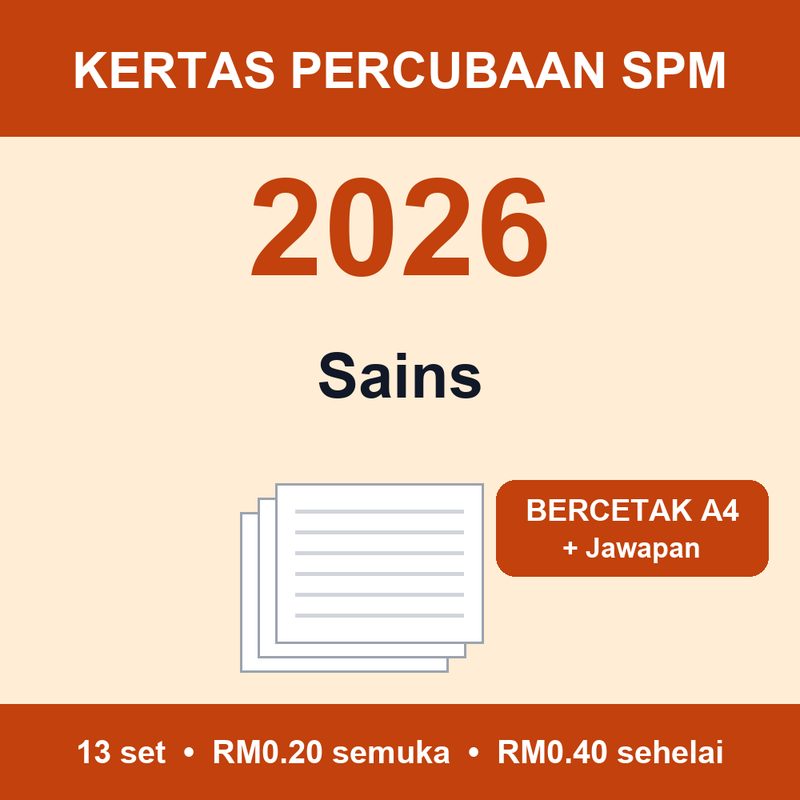 KERTAS PERCUBAAN SPM
2026
Sains
BERCETAK A4
+ Jawapan
13 set • RM0.20 semuka • RM0.40 sehelai